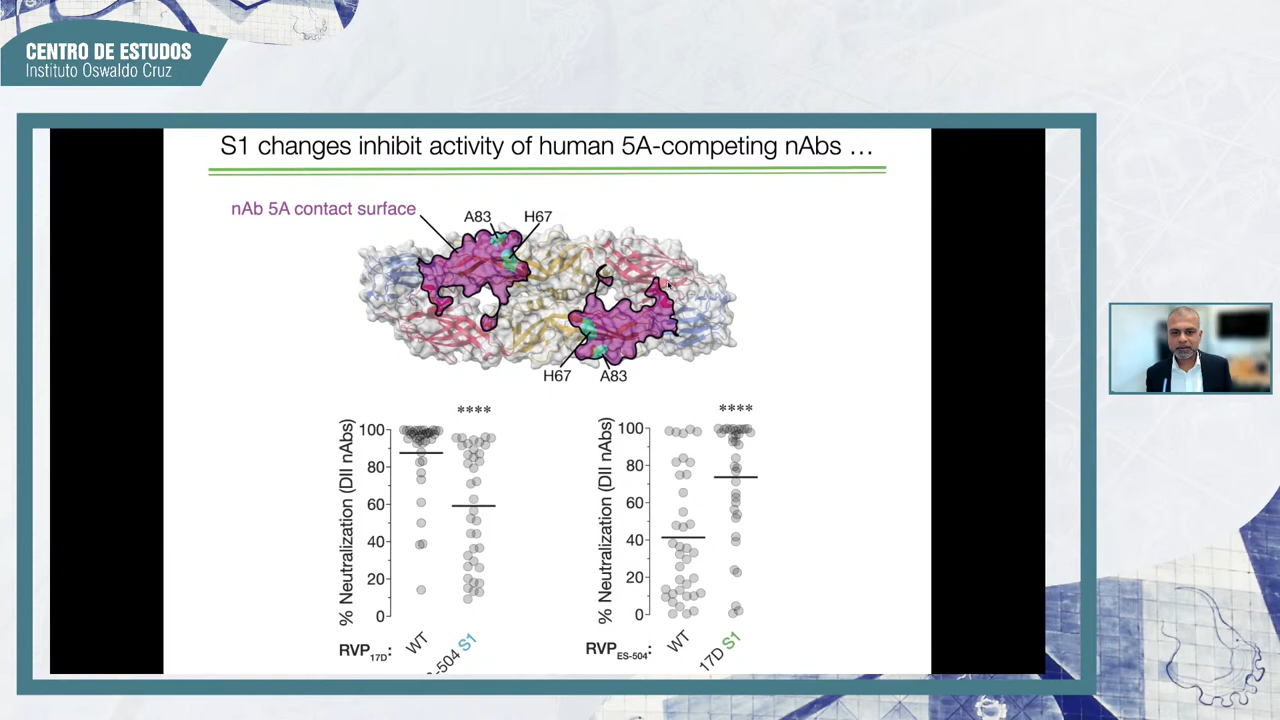 CENTRO DE ESTUDOS
Instituto Oswaldo Cruz
S1 changes inhibit activity of human 5A-competing nAbs …
nAb 5A contact surface
A83
H67
H67
A83
****
****
% Neutralization (DII nAbs)
100
80
60
40
20
0
% Neutralization (DII nAbs)
100
80
60
40
20
0
RVP17D:
WT
-504 S1
RVPES-504:
WT
17D S1